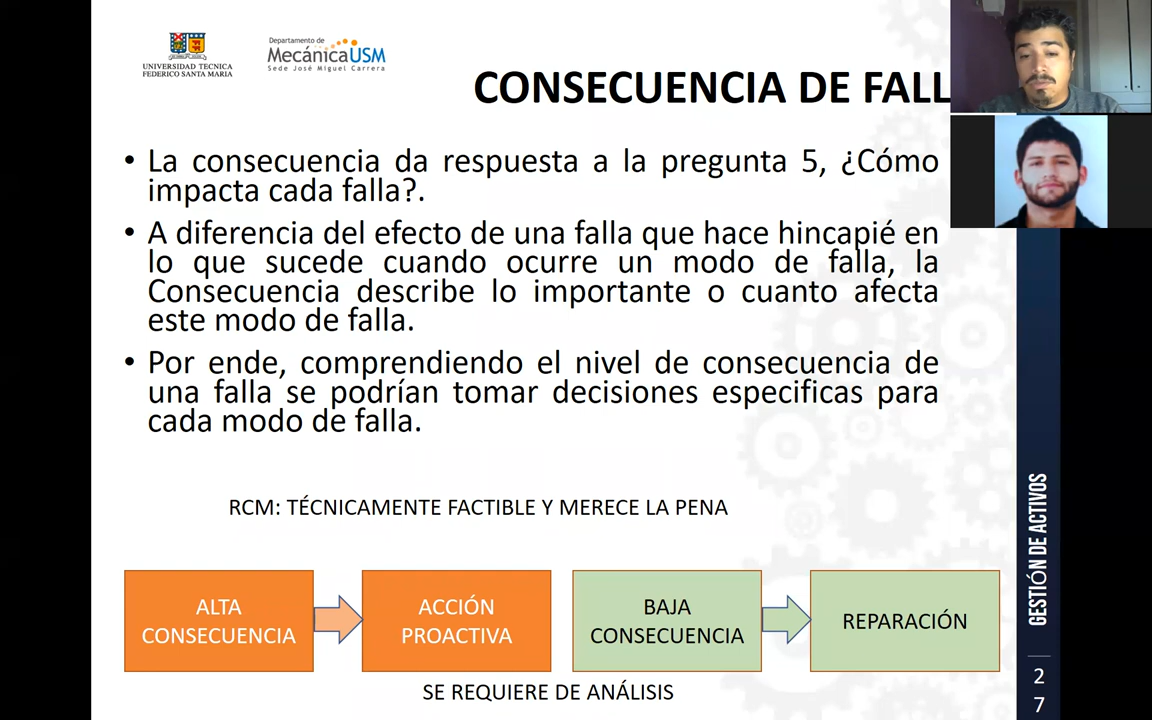 UNIVERSIDAD TECNICA
FEDERICO SANTA MARIA
Departamento de
MecánicaUSM
Sede José Miguel Carrera
CONSECUENCIA DE FALL
• La consecuencia da respuesta a la pregunta 5, ¿Cómo
impacta cada falla?.
• A diferencia del efecto de una falla que hace hincapié en
lo que sucede cuando ocurre un modo de falla, la
Consecuencia describe lo importante o cuanto afecta
este modo de falla.
• Por ende, comprendiendo el nivel de consecuencia de
una falla se podrían tomar decisiones especificas para
cada modo de falla.
RCM: TÉCNICAMENTE FACTIBLE Y MERECE LA PENA
ALTA
CONSECUENCIA
ACCIÓN
PROACTIVA
BAJA
CONSECUENCIA
REPARACIÓN
SE REQUIERE DE ANÁLISIS
GESTIÓN DE ACTIVOS
2
7